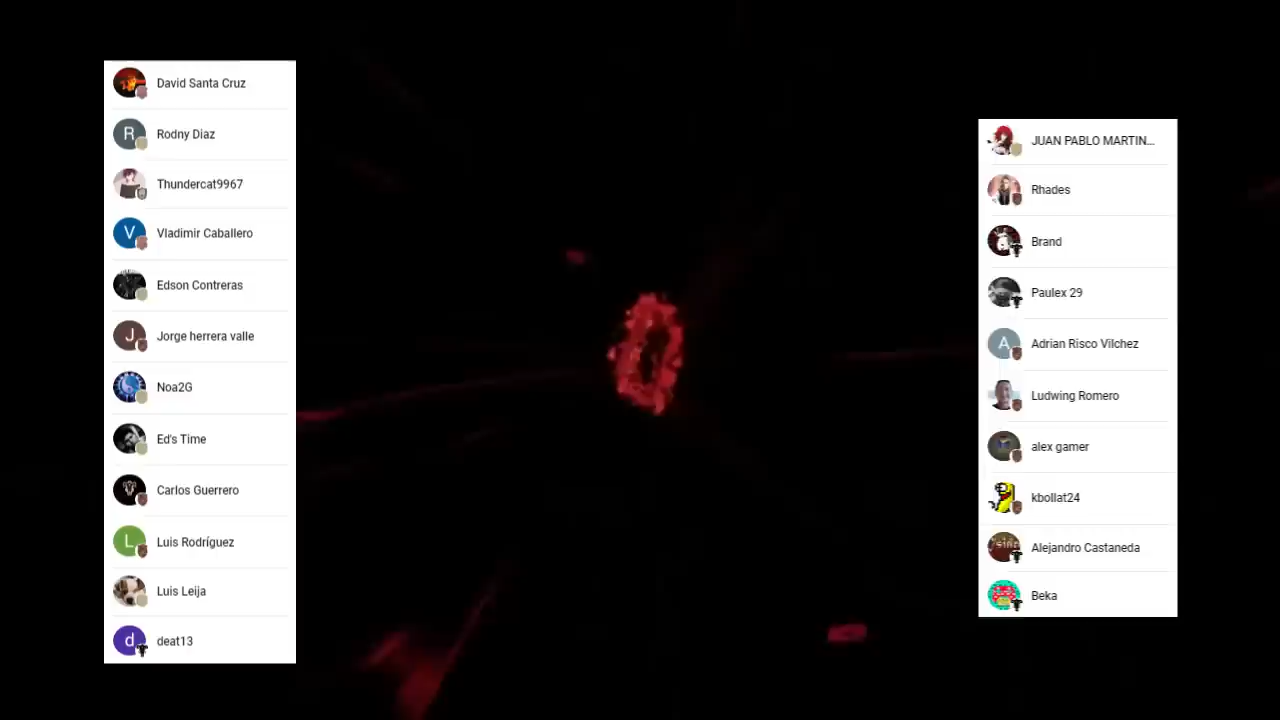 David Santa Cruz
R
Rodny Diaz
Thundercat9967
V
Vladimir Caballero
Edson Contreras
J
Jorge herrera valle
Noa2G
Ed's Time
Carlos Guerrero
L
Luis Rodríguez
Luis Leija
d
deat13
JUAN PABLO MARTIN...
Rhades
Brand
Paulex 29
A
Adrian Risco Vilchez
Ludwing Romero
alex gamer
kbollat24
Alejandro Castaneda
Beka